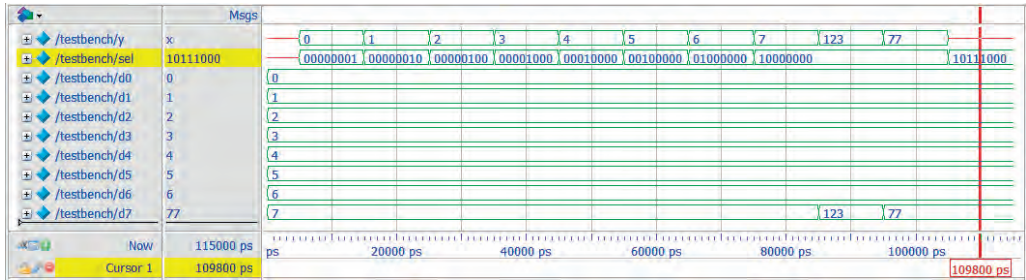 Msgs
/testbench/y x 0 1 2 3 4 5 6 7 123 77
/testbench/sel 10111000 00000001 00000010 00000100 00001000 00010000 00100000 01000000 10000000 10111000
/testbench/d0 0 0
/testbench/d1 1 1
/testbench/d2 2 2
/testbench/d3 3 3
/testbench/d4 4 4
/testbench/d5 5 5
/testbench/d6 6 6
/testbench/d7 77 7 123 77
Now 115000 ps ps 20000 ps 40000 ps 60000 ps 80000 ps 100000 ps
Cursor 1 109800 ps 109800 ps